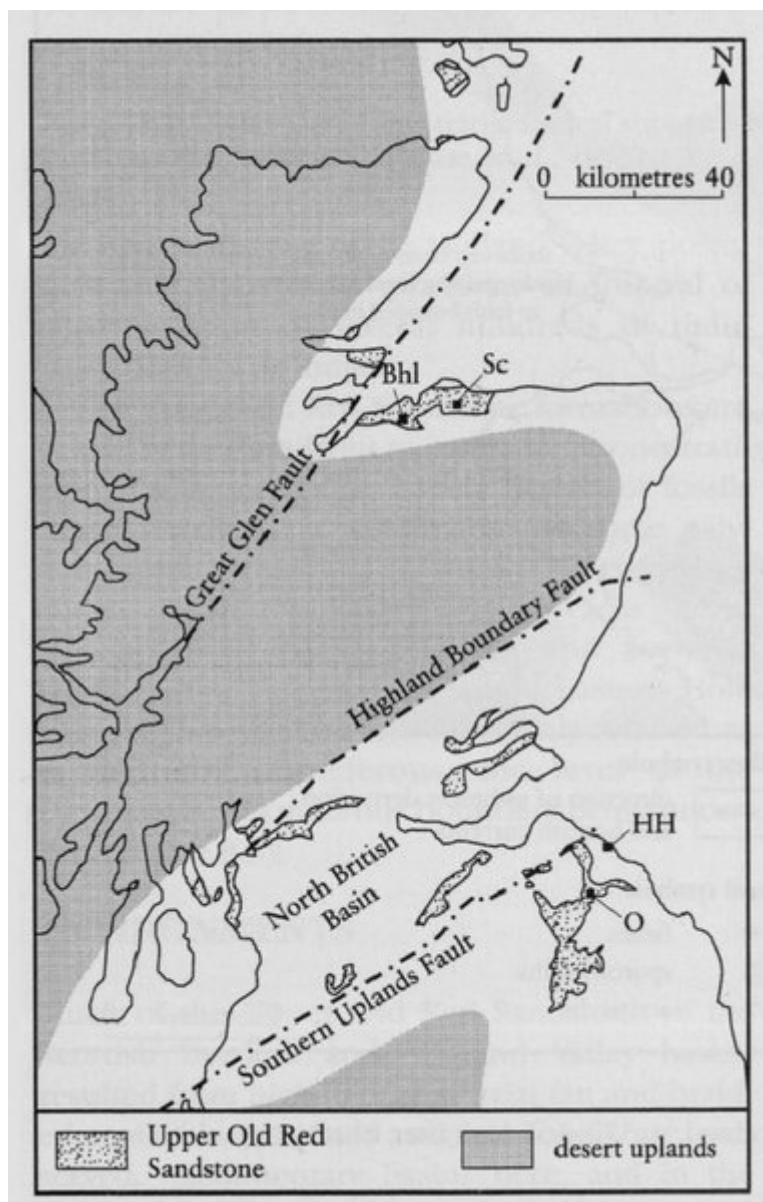 N
0 kilometres 40
Bhl
Sc
Great Glen Fault
Highland Boundary Fault
HH
North British
Basin
O
Southern Uplands Fault
Upper Old Red
Sandstone
desert uplands